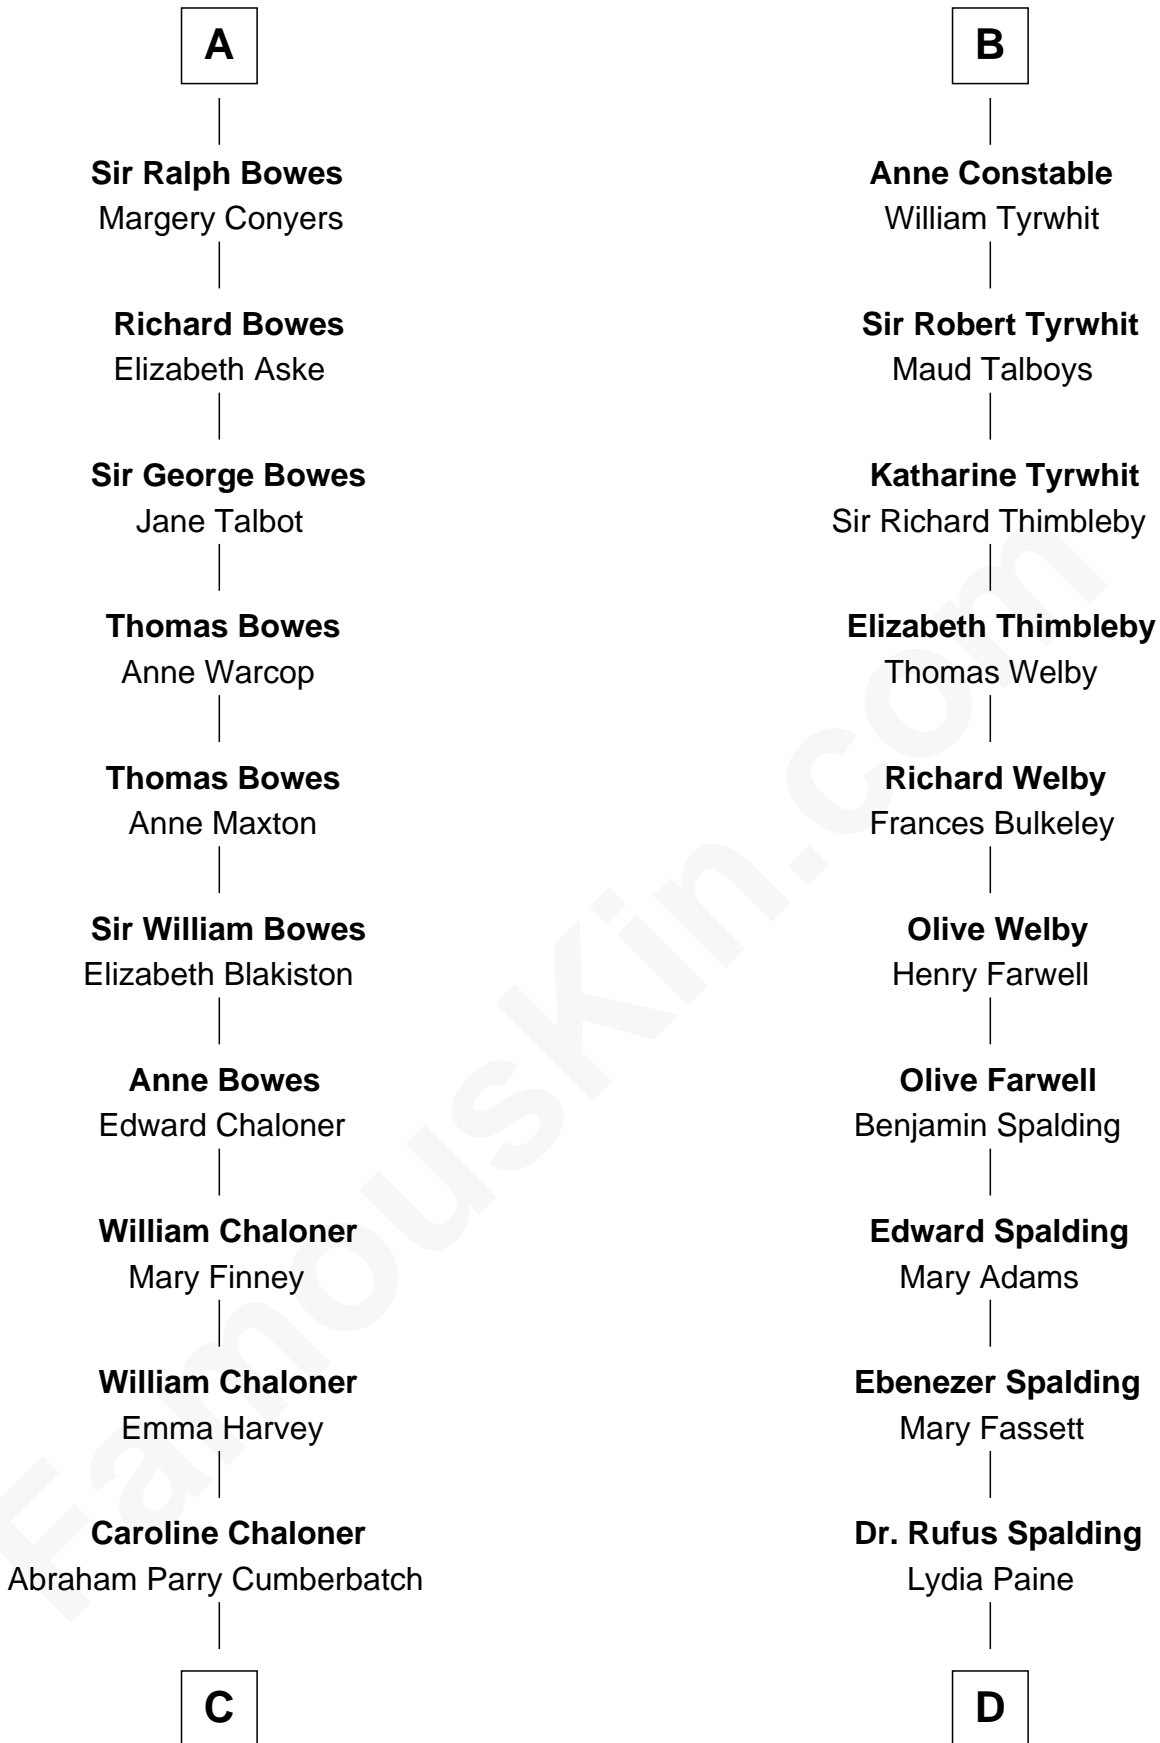 A
Sir Ralph Bowes
Margery Conyers
Richard Bowes
Elizabeth Aske
Sir George Bowes
Jane Talbot
Thomas Bowes
Anne Warcop
Thomas Bowes
Anne Maxton
Sir William Bowes
Elizabeth Blakiston
Anne Bowes
Edward Chaloner
William Chaloner
Mary Finney
William Chaloner
Emma Harvey
Caroline Chaloner
Abraham Parry Cumberbatch
C
B
Anne Constable
William Tyrwhit
Sir Robert Tyrwhit
Maud Talboys
Katharine Tyrwhit
Sir Richard Thimbleby
Elizabeth Thimbleby
Thomas Welby
Richard Welby
Frances Bulkeley
Olive Welby
Henry Farwell
Olive Farwell
Benjamin Spalding
Edward Spalding
Mary Adams
Ebenezer Spalding
Mary Fassett
Dr. Rufus Spalding
Lydia Paine
D
FamousKin.com